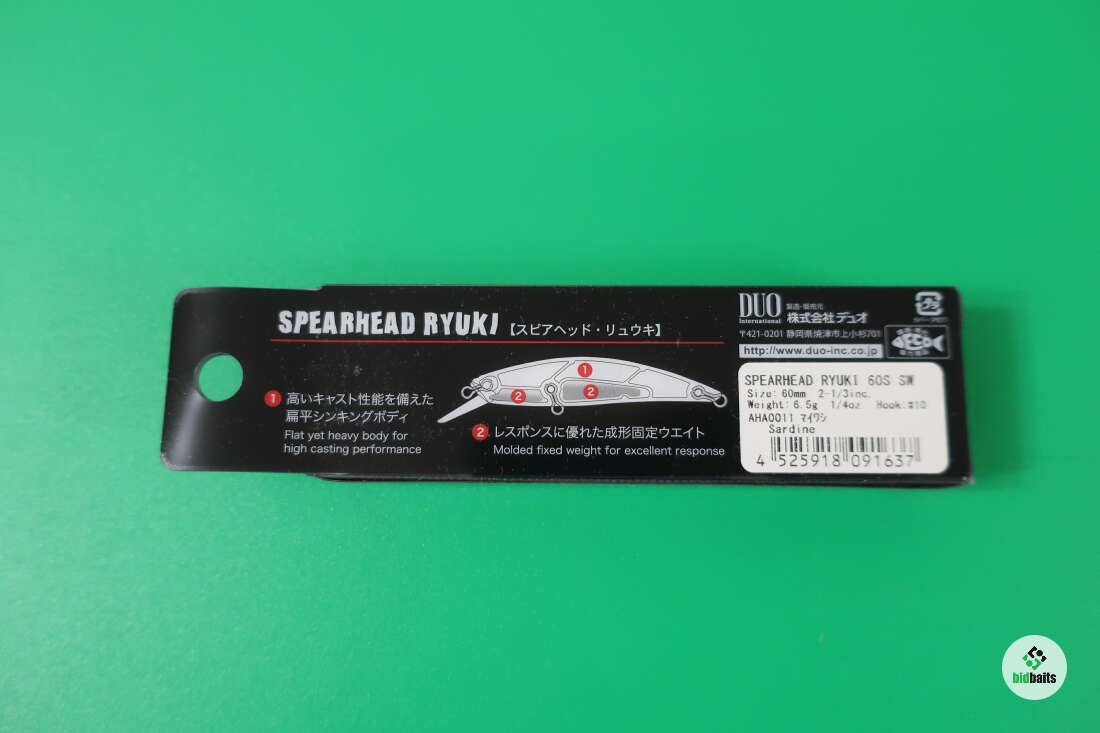 SPEARHEAD RYUKI 【スピアヘッド・リュウキ】
1 高いキャスト性能を備えた
扁平シンキングボディ
Flat yet heavy body for
high casting performance
1
2
2
2 レスポンスに優れた成形固定ウエイト
Molded fixed weight for excellent response
DUO
International
製造・販売元
株式会社デュオ
〒421-0201 静岡県焼津市上小杉701
http://www.duo-inc.co.jp
プラ
ECO
SPEARHEAD RYUKI 60S SW
Size: 60mm 2-1/3inc.
Weight: 6.5g 1/4oz Hook:#10
AHA0011 マイワシ
Sardine
4 525918 091637
bidbaits